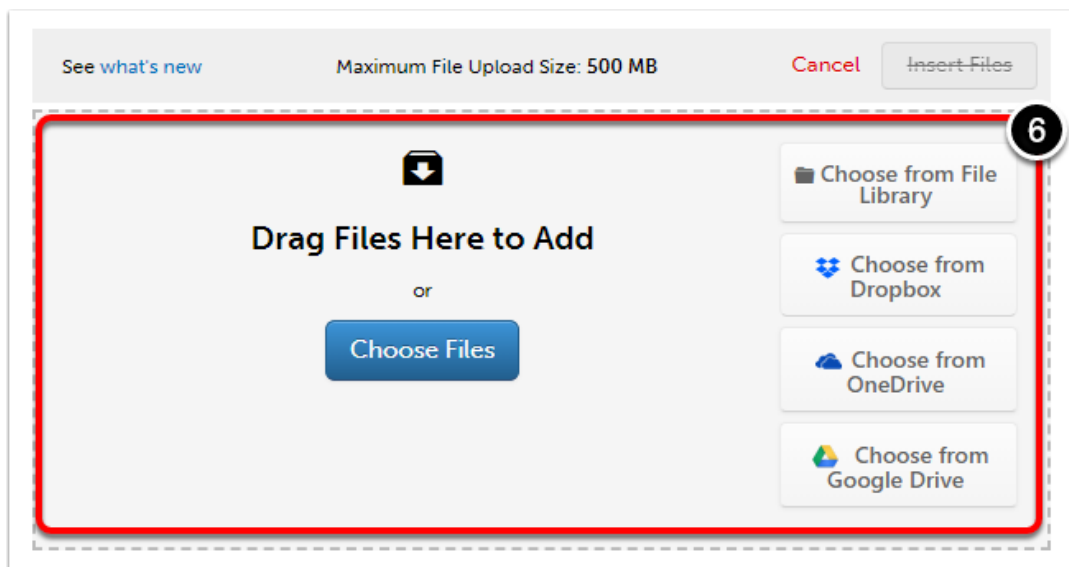 See what's new
Maximum File Upload Size: 500 MB
Cancel
Insert Files
6
Drag Files Here to Add
or
Choose Files
Choose from File
Library
Choose from
Dropbox
Choose from
OneDrive
Choose from
Google Drive